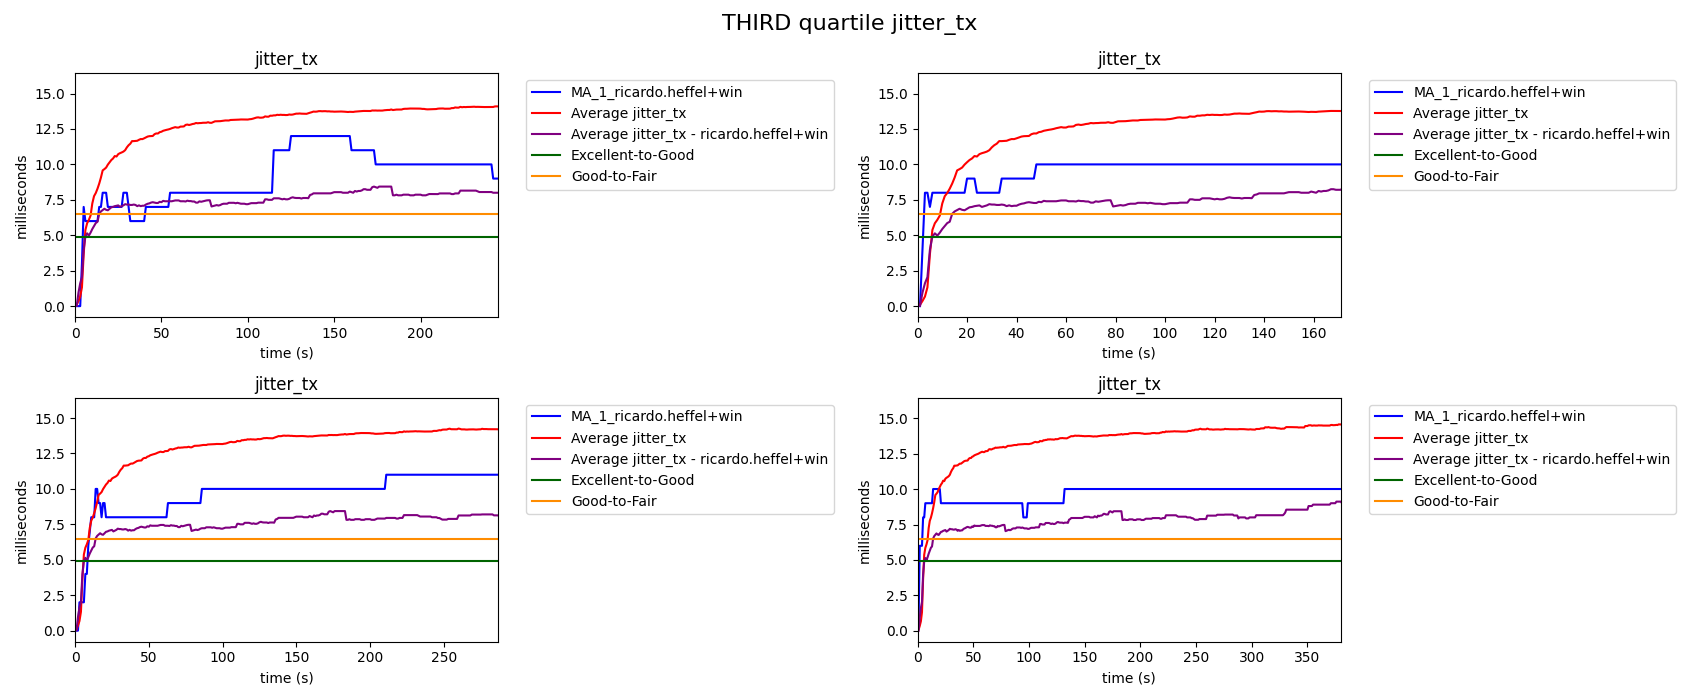 THIRD quartile jitter_tx
jitter_tx
milliseconds
15.0
12.5
10.0
7.5
5.0
2.5
0.0
0 50 100 150 200
time (s)
MA_1_ricardo.heffel+win
Average jitter_tx
Average jitter_tx - ricardo.heffel+win
Excellent-to-Good
Good-to-Fair
jitter_tx
milliseconds
15.0
12.5
10.0
7.5
5.0
2.5
0.0
0 20 40 60 80 100 120 140 160
time (s)
MA_1_ricardo.heffel+win
Average jitter_tx
Average jitter_tx - ricardo.heffel+win
Excellent-to-Good
Good-to-Fair
jitter_tx
milliseconds
15.0
12.5
10.0
7.5
5.0
2.5
0.0
0 50 100 150 200 250
time (s)
MA_1_ricardo.heffel+win
Average jitter_tx
Average jitter_tx - ricardo.heffel+win
Excellent-to-Good
Good-to-Fair
jitter_tx
milliseconds
15.0
12.5
10.0
7.5
5.0
2.5
0.0
0 50 100 150 200 250 300 350
time (s)
MA_1_ricardo.heffel+win
Average jitter_tx
Average jitter_tx - ricardo.heffel+win
Excellent-to-Good
Good-to-Fair